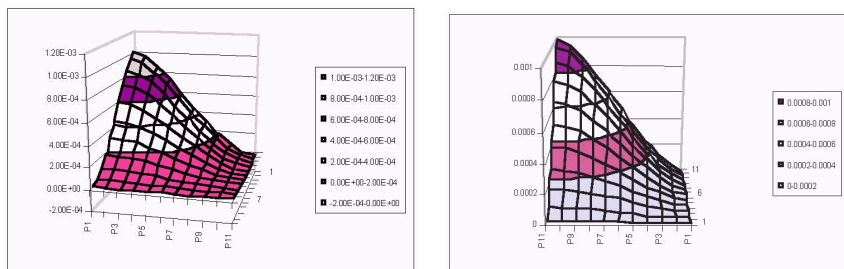 1.20E-03
1.00E-03
8.00E-04
6.00E-04
4.00E-04
2.00E-04
0.00E+00
-2.00E-04
P1
P3
P5
P7
P9
P11
1
7
1.00E-03-1.20E-03
8.00E-04-1.00E-03
6.00E-04-8.00E-04
4.00E-04-6.00E-04
2.00E-04-4.00E-04
0.00E+00-2.00E-04
-2.00E-04-0.00E+00
0.001
0.0008
0.0006
0.0004
0.0002
0
P11
P9
P7
P5
P3
P1
11
6
1
0.0008-0.001
0.0006-0.0008
0.0004-0.0006
0.0002-0.0004
0-0.0002